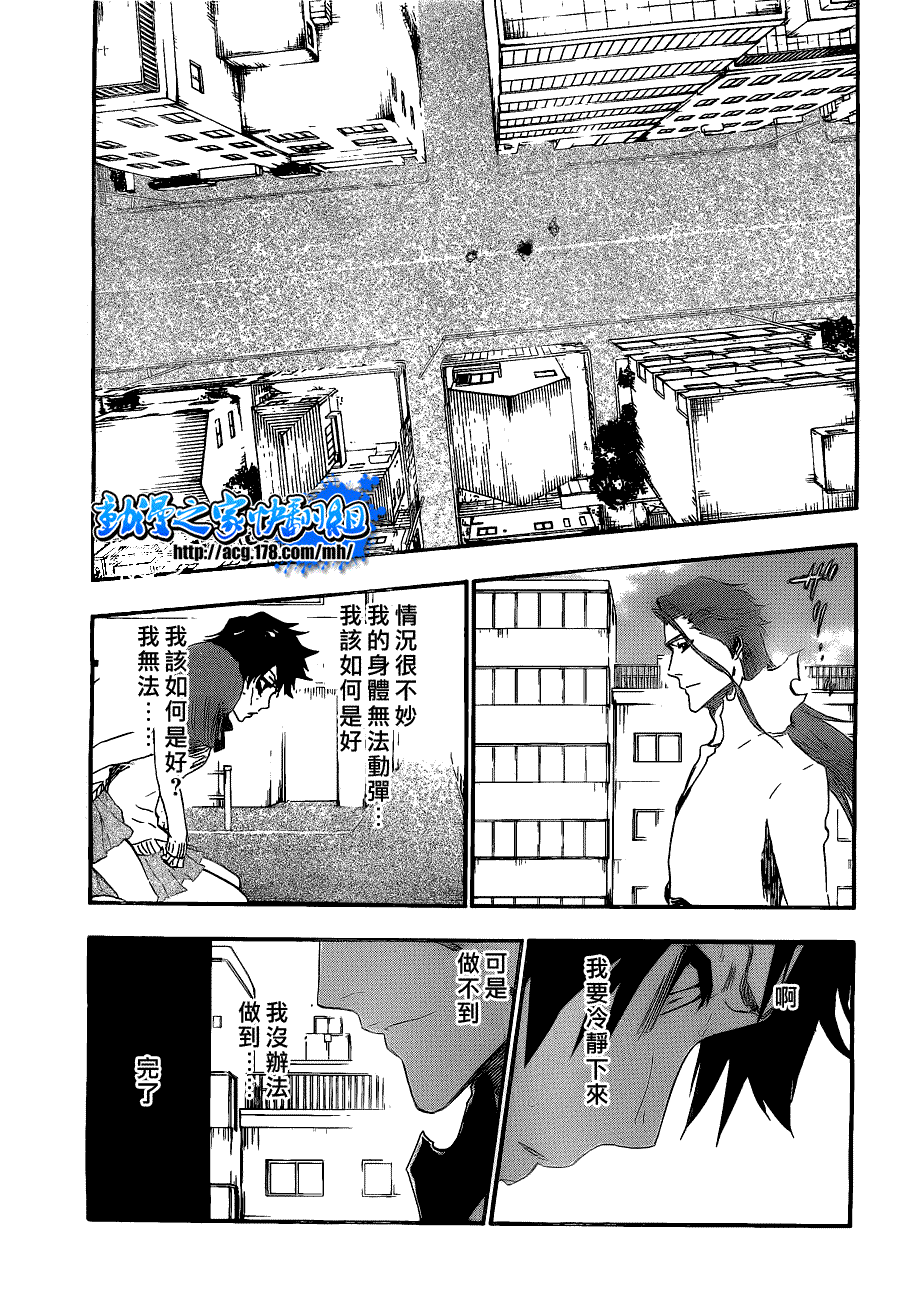 動漫之家快翻組
http://acg.178.com/mh/
情況很不妙
我的身體無法動彈…
我該如何是好
我該如何是好?
我無法……
啊
我要冷靜下來
可是
做不到
我沒辦法
做到……
完了